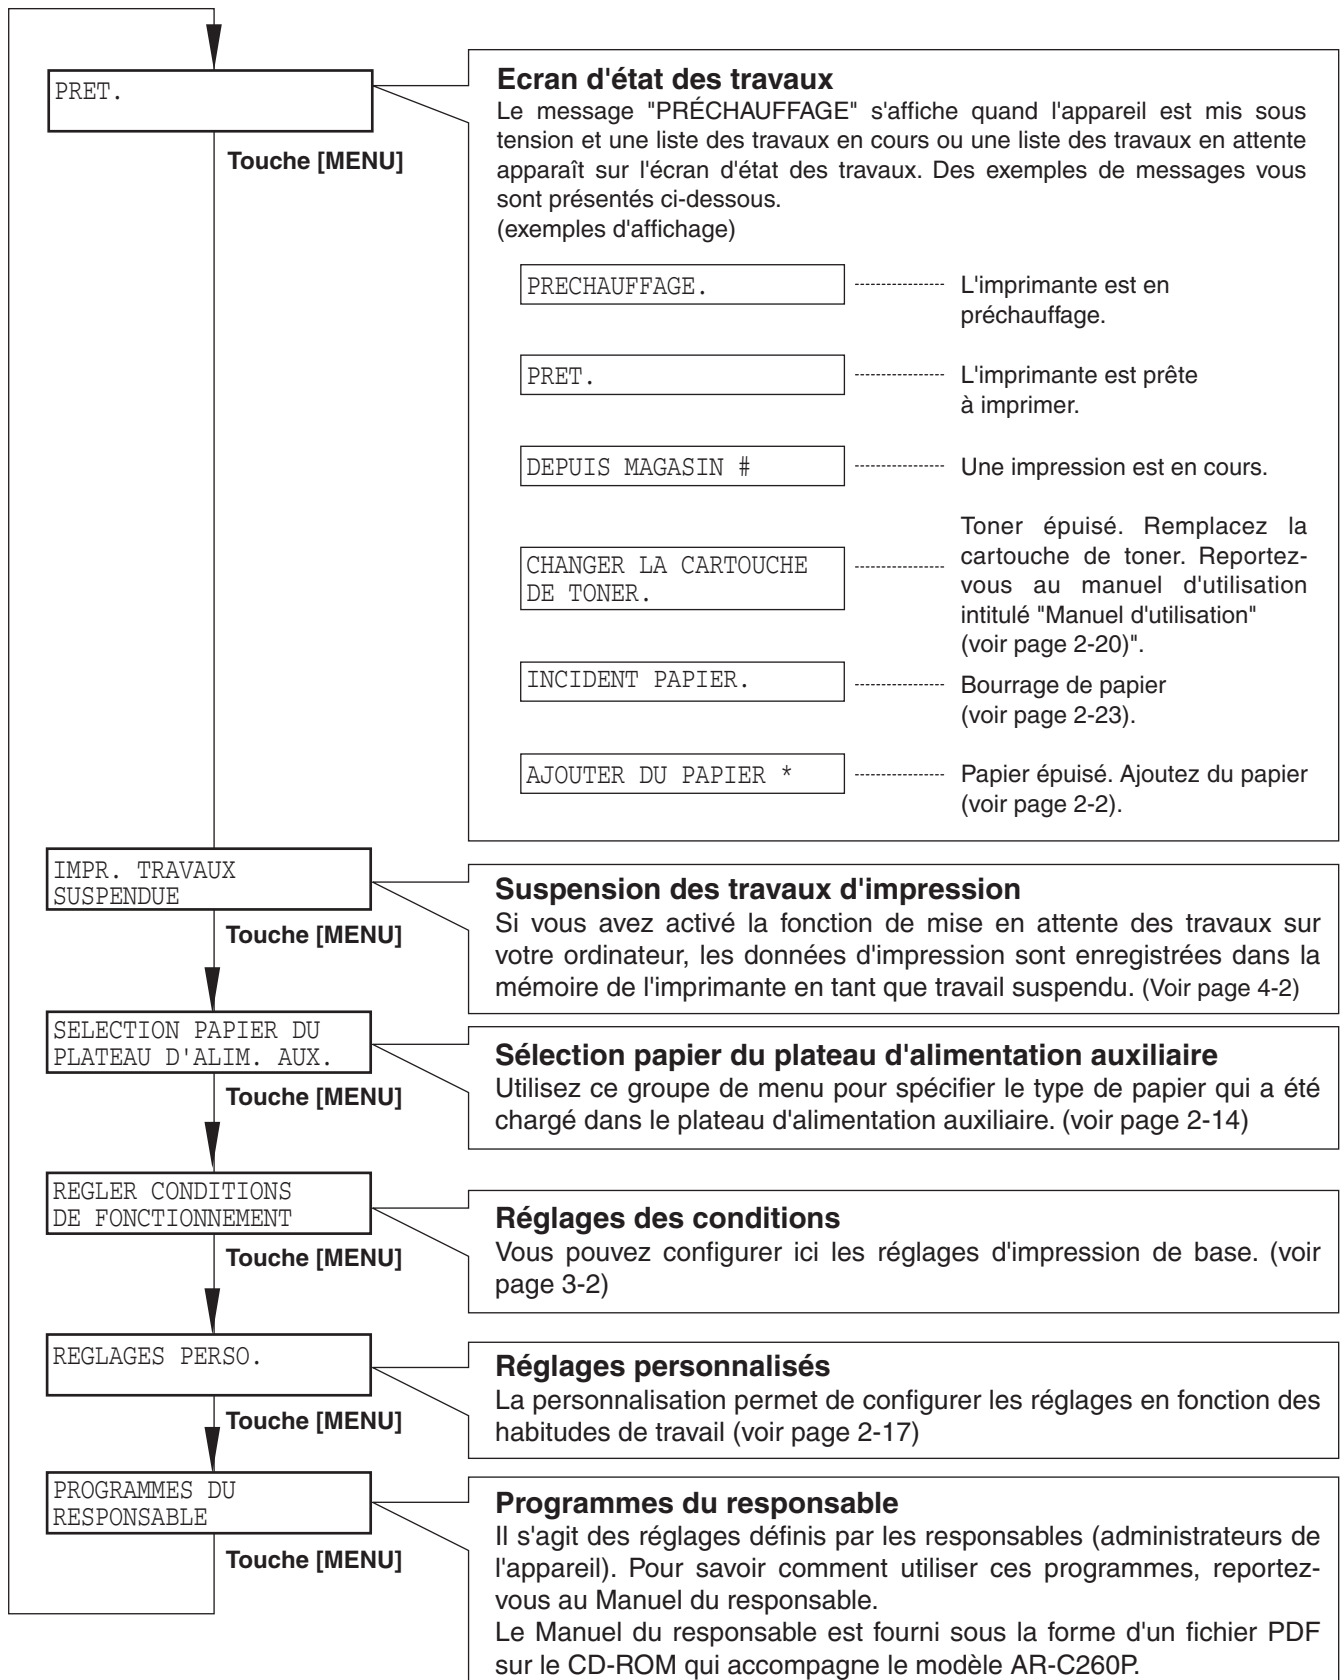 PRET.
Touche [MENU]
Ecran d'état des travaux
Le message "PRÉCHAUFFAGE" s'affiche quand l'appareil est mis sous
tension et une liste des travaux en cours ou une liste des travaux en attente
apparaît sur l'écran d'état des travaux. Des exemples de messages vous
sont présentés ci-dessous.
(exemples d'affichage)
PRECHAUFFAGE.
L'imprimante est en
préchauffage.
PRET.
L'imprimante est prête
à imprimer.
DEPUIS MAGASIN #
Une impression est en cours.
CHANGER LA CARTOUCHE
DE TONER.
Toner épuisé. Remplacez la
cartouche de toner. Reportez-
vous au manuel d'utilisation
intitulé "Manuel d'utilisation"
(voir page 2-20)".
INCIDENT PAPIER.
Bourrage de papier
(voir page 2-23).
AJOUTER DU PAPIER *
Papier épuisé. Ajoutez du papier
(voir page 2-2).
IMPR. TRAVAUX
SUSPENDUE
Touche [MENU]
Suspension des travaux d'impression
Si vous avez activé la fonction de mise en attente des travaux sur
votre ordinateur, les données d'impression sont enregistrées dans la
mémoire de l'imprimante en tant que travail suspendu. (Voir page 4-2)
SELECTION PAPIER DU
PLATEAU D'ALIM. AUX.
Touche [MENU]
Sélection papier du plateau d'alimentation auxiliaire
Utilisez ce groupe de menu pour spécifier le type de papier qui a été
chargé dans le plateau d'alimentation auxiliaire. (voir page 2-14)
REGLER CONDITIONS
DE FONCTIONNEMENT
Touche [MENU]
Réglages des conditions
Vous pouvez configurer ici les réglages d'impression de base. (voir
page 3-2)
REGLAGES PERSO.
Touche [MENU]
Réglages personnalisés
La personnalisation permet de configurer les réglages en fonction des
habitudes de travail (voir page 2-17)
PROGRAMMES DU
RESPONSABLE
Touche [MENU]
Programmes du responsable
Il s'agit des réglages définis par les responsables (administrateurs de
l'appareil). Pour savoir comment utiliser ces programmes, reportez-
vous au Manuel du responsable.
Le Manuel du responsable est fourni sous la forme d'un fichier PDF
sur le CD-ROM qui accompagne le modèle AR-C260P.